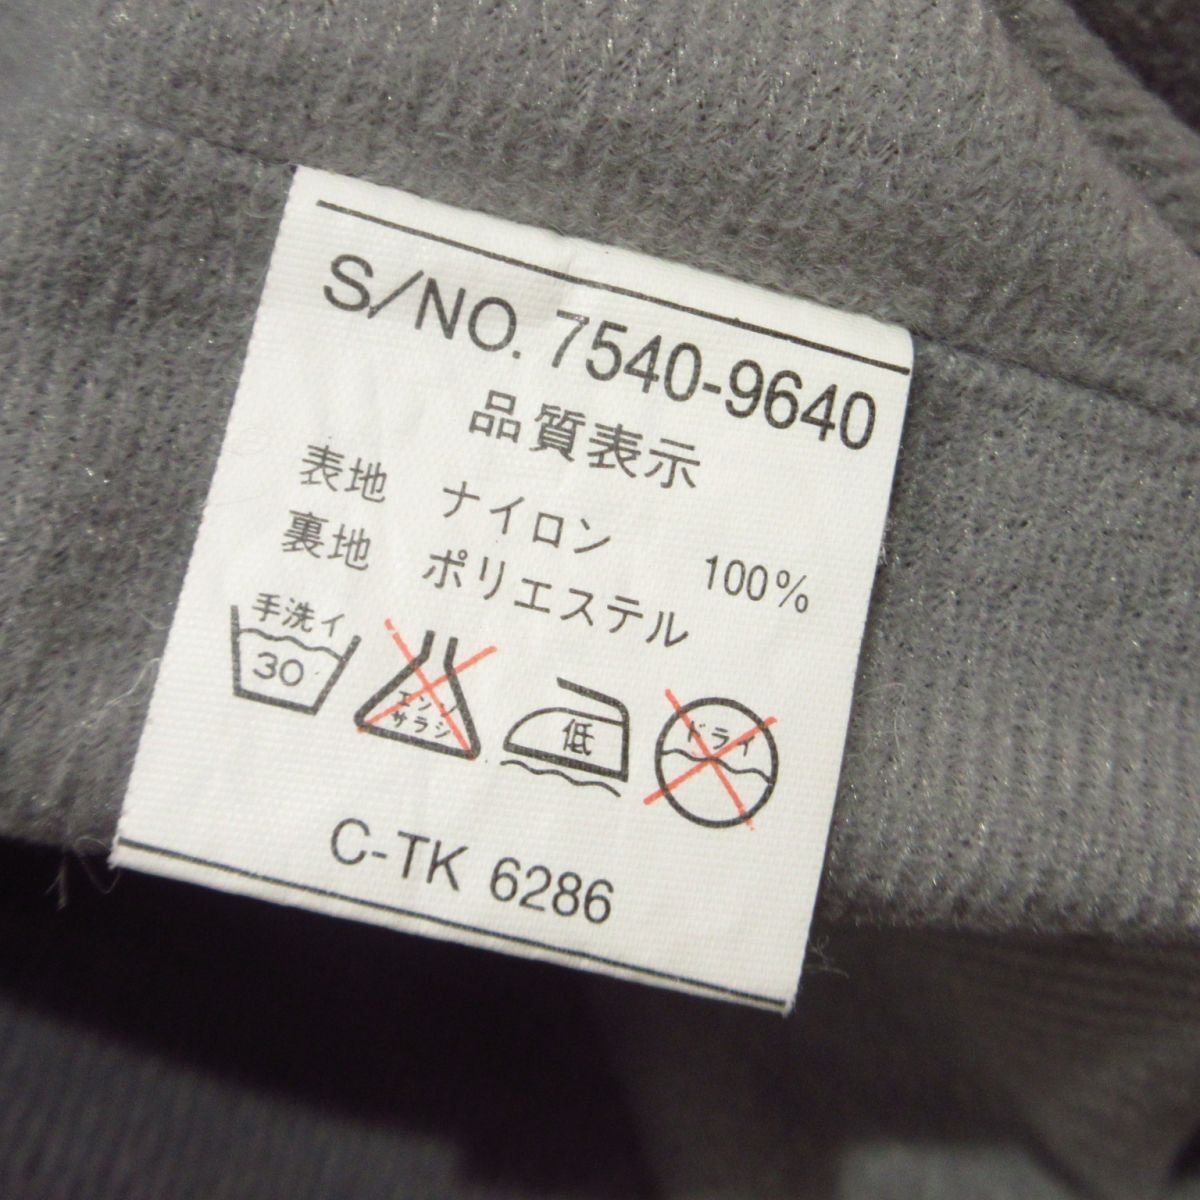 S/NO. 7540-9640
品質表示
表地 ナイロン 100%
裏地 ポリエステル
手洗イ 30
エンソサラシ
低
ドライ
C-TK 6286